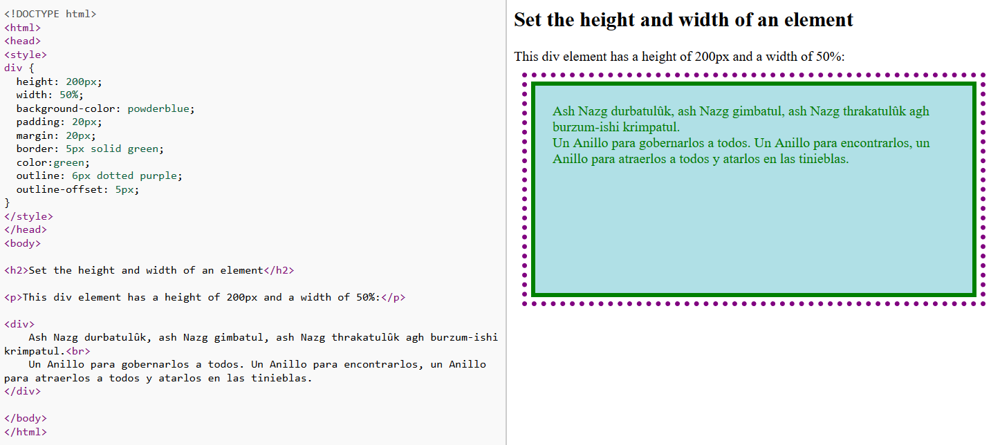 <!DOCTYPE html>
<html>
<head>
<style>
div {
  height: 200px;
  width: 50%;
  background-color: powderblue;
  padding: 20px;
  margin: 20px;
  border: 5px solid green;
  color:green;
  outline: 6px dotted purple;
  outline-offset: 5px;
}
</style>
</head>
<body>

<h2>Set the height and width of an element</h2>

<p>This div element has a height of 200px and a width of 50%:</p>

<div>
    Ash Nazg durbatulûk, ash Nazg gimbatul, ash Nazg thrakatulûk agh burzum-ishi
krimpatul.<br>
    Un Anillo para gobernarlos a todos. Un Anillo para encontrarlos, un Anillo
para atraerlos a todos y atarlos en las tinieblas.
</div>

</body>
</html>
Set the height and width of an element
This div element has a height of 200px and a width of 50%:
Ash Nazg durbatulûk, ash Nazg gimbatul, ash Nazg thrakatulûk agh
burzum-ishi krimpatul.
Un Anillo para gobernarlos a todos. Un Anillo para encontrarlos, un
Anillo para atraerlos a todos y atarlos en las tinieblas.